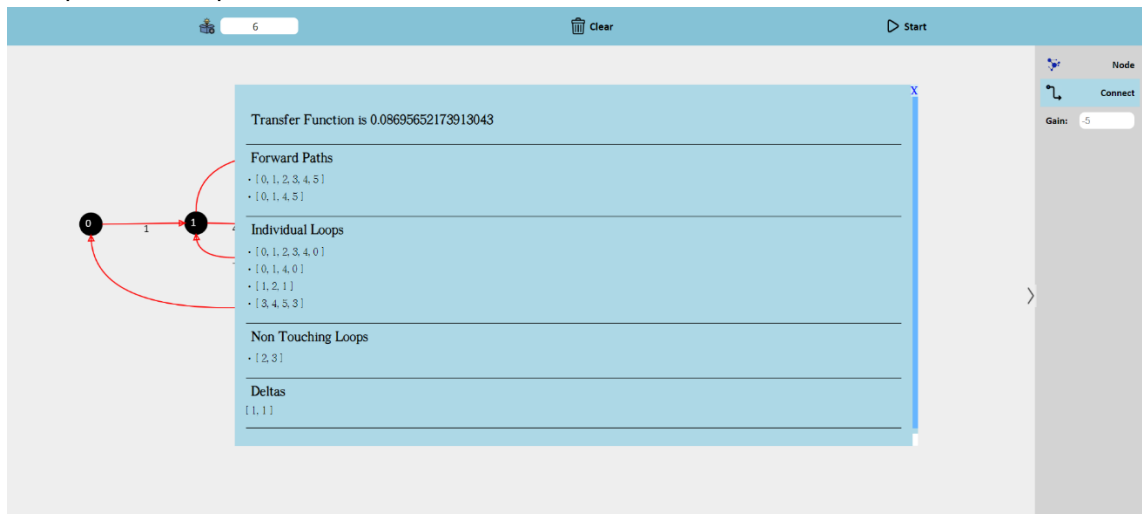 6
Clear
Start
Node
Connect
Gain: -5
X
Transfer Function is 0.08695652173913043
Forward Paths
• [ 0, 1, 2, 3, 4, 5 ]
• [ 0, 1, 4, 5 ]
Individual Loops
• [ 0, 1, 2, 3, 4, 0 ]
• [ 0, 1, 4, 0 ]
• [ 1, 2, 1 ]
• [ 3, 4, 5, 3 ]
Non Touching Loops
• [ 2, 3 ]
Deltas
[ 1, 1 ]
0
1
1